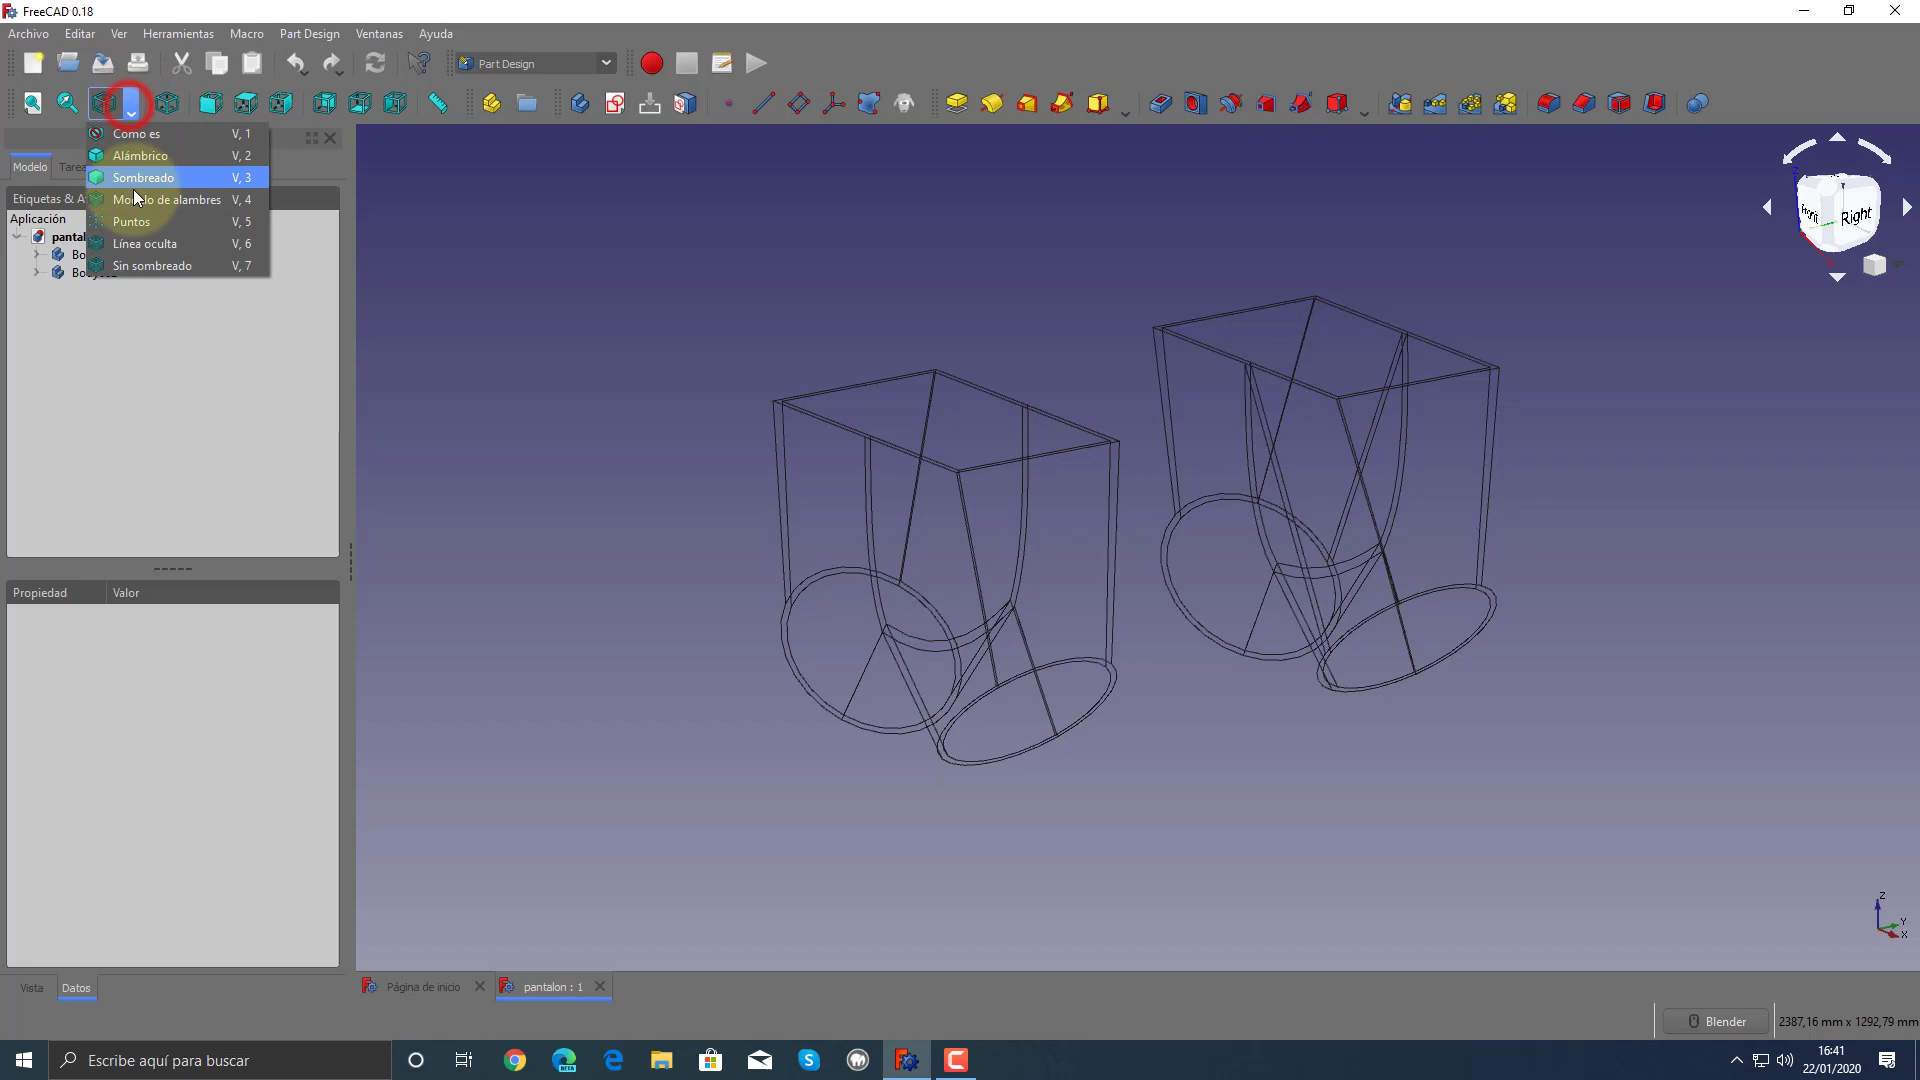 FreeCAD 0.18
Archivo Editar Ver Herramientas Macro Part Design Ventanas Ayuda
Part Design
Como es V, 1
Alámbrico V, 2
Sombreado V, 3
Modelo de alambres V, 4
Puntos V, 5
Línea oculta V, 6
Sin sombreado V, 7
Modelo
Etiquetas &
Aplicación
Front Right
Z
Y
X
Propiedad Valor
Vista Datos
Página de inicio
pantalon : 1
Blender
2387,16 mm x 1292,79 mm
Escribe aquí para buscar
16:41
22/01/2020